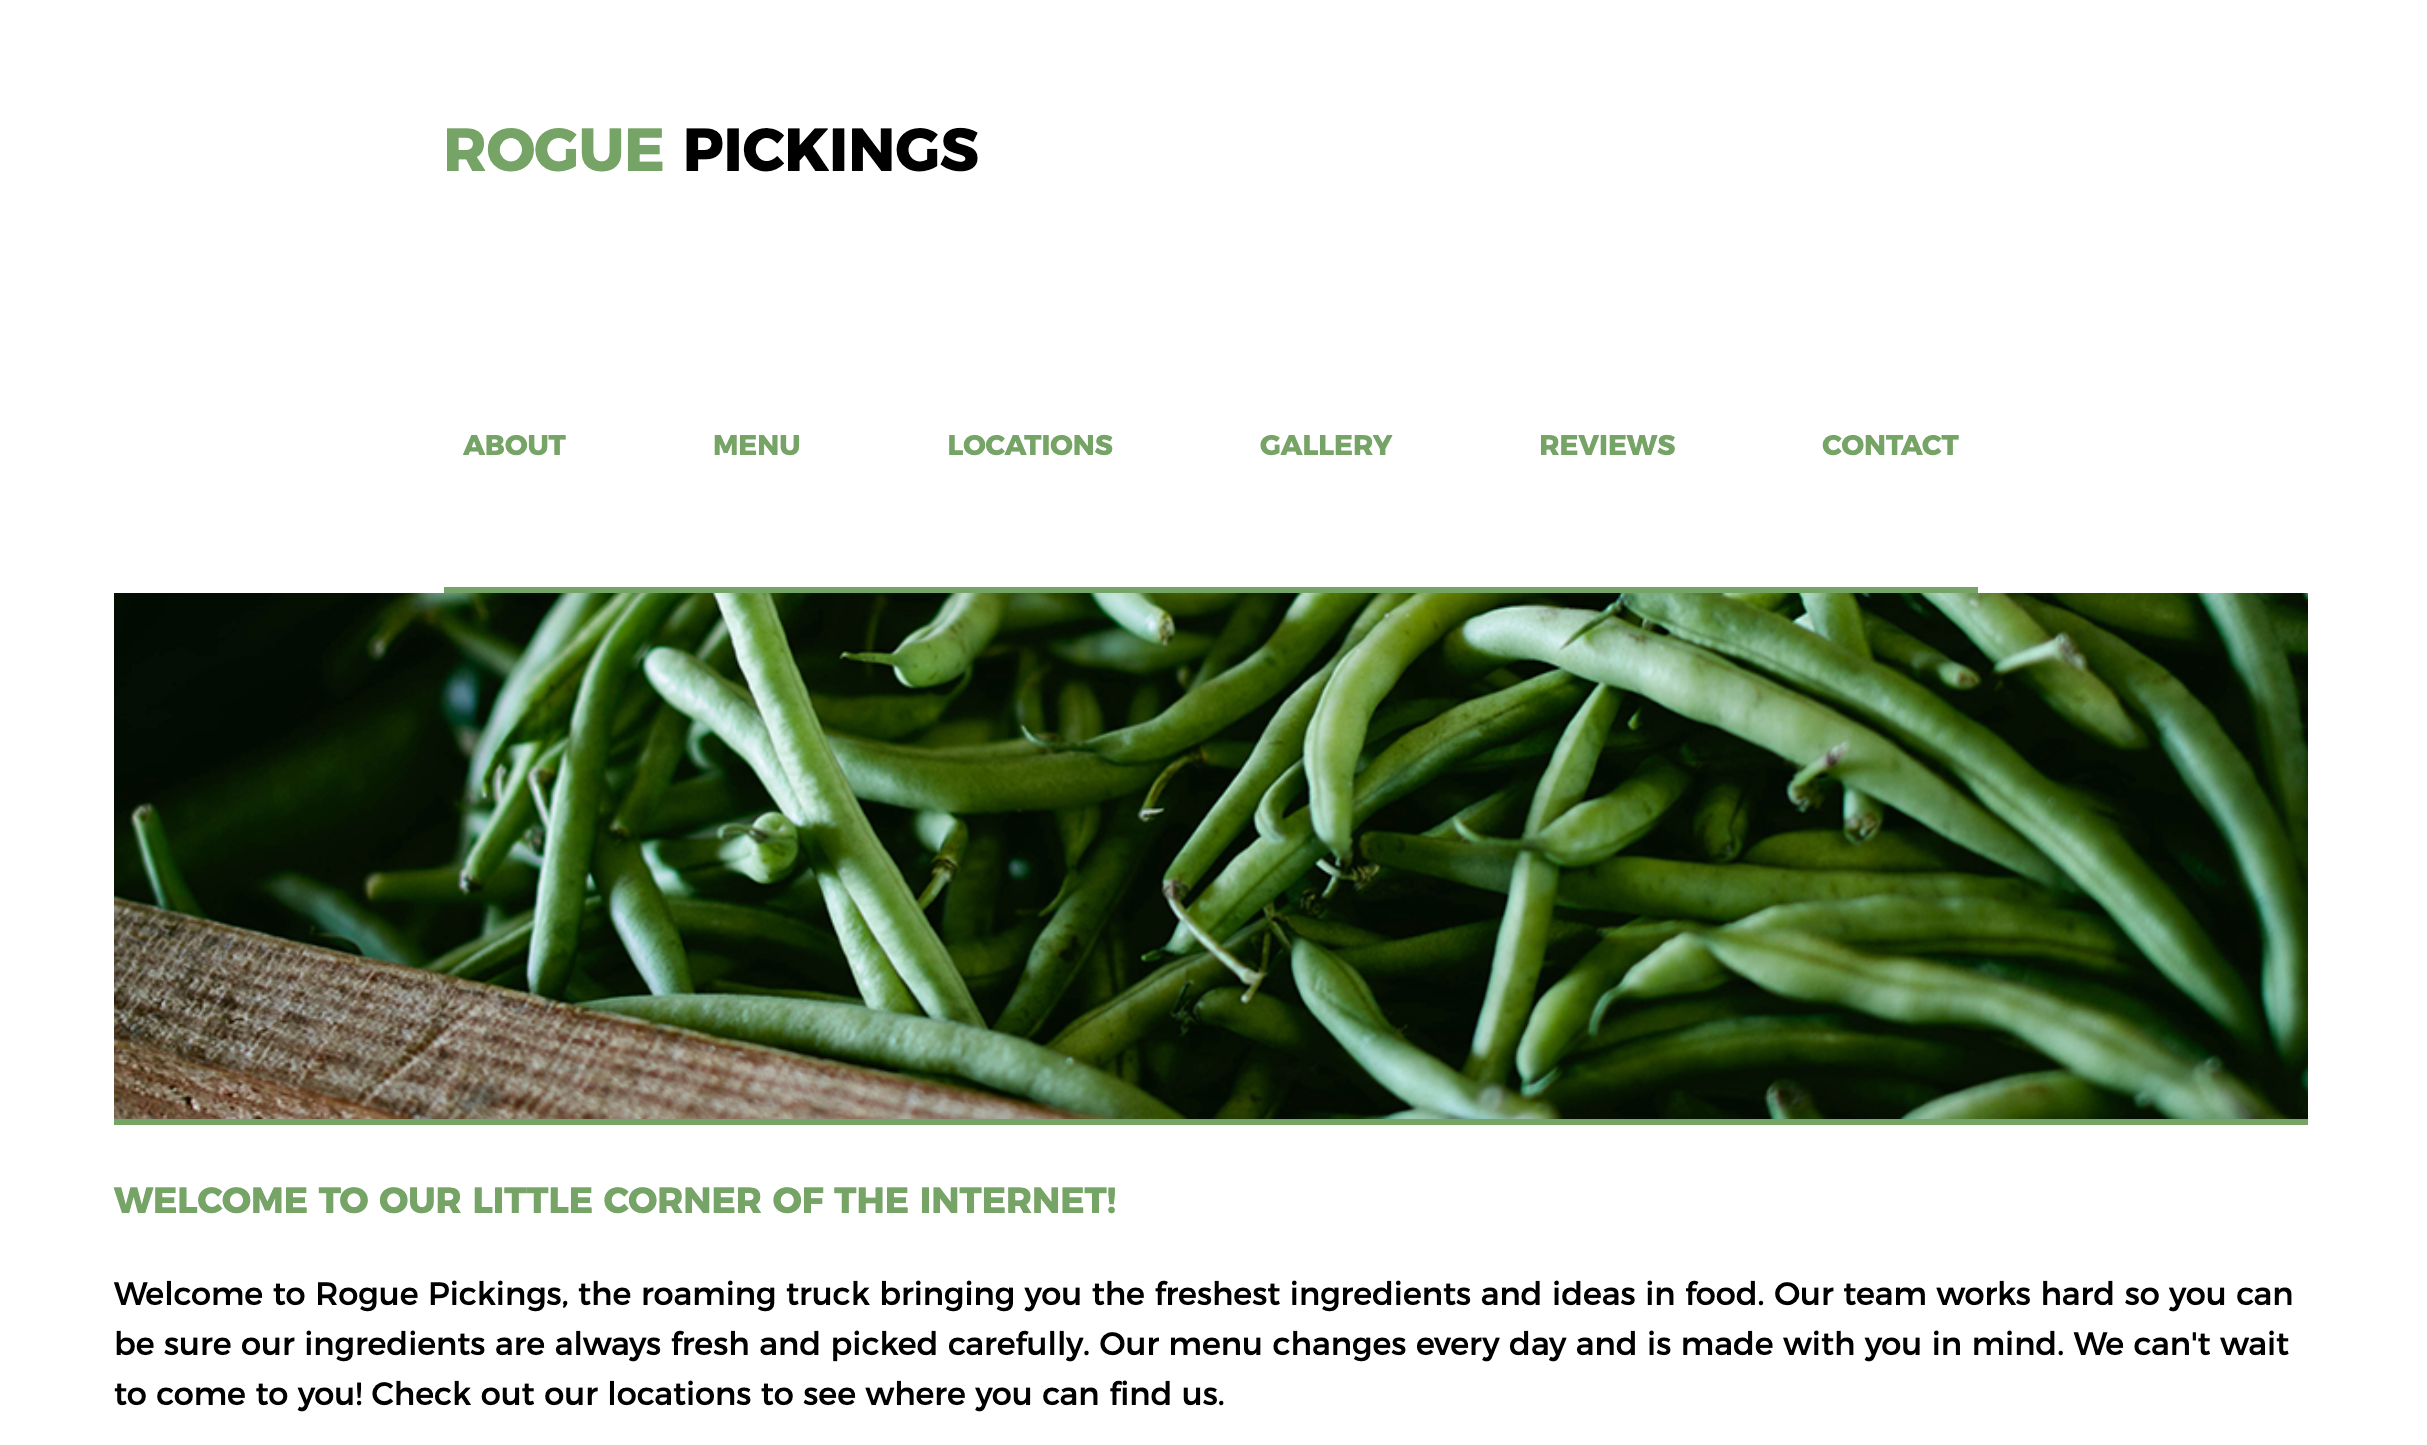 ROGUE PICKINGS
ABOUT MENU LOCATIONS GALLERY REVIEWS CONTACT
WELCOME TO OUR LITTLE CORNER OF THE INTERNET!
Welcome to Rogue Pickings, the roaming truck bringing you the freshest ingredients and ideas in food. Our team works hard so you can
be sure our ingredients are always fresh and picked carefully. Our menu changes every day and is made with you in mind. We can't wait
to come to you! Check out our locations to see where you can find us.